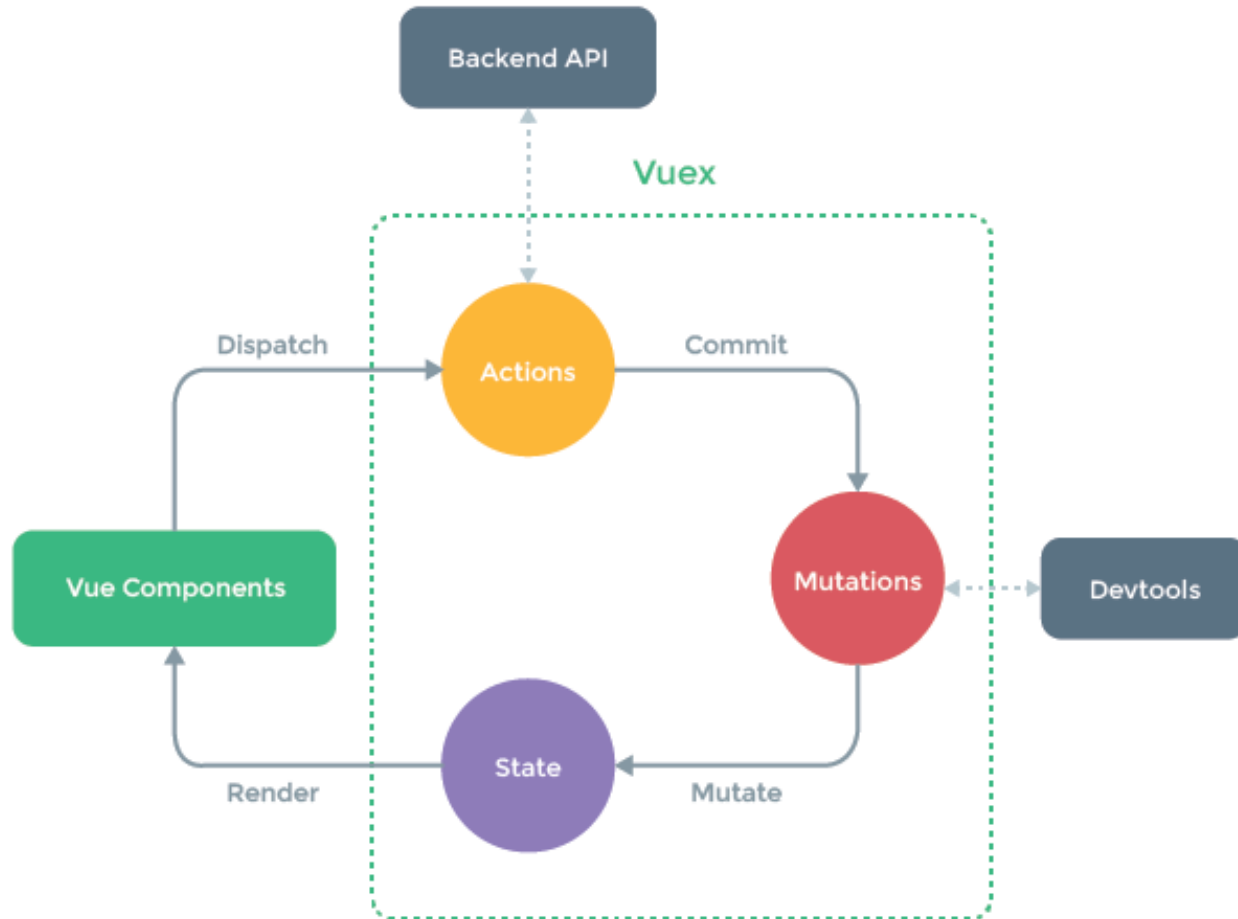 Backend API
Vuex
Dispatch
Commit
Actions
Vue Components
Mutations
Devtools
State
Render
Mutate